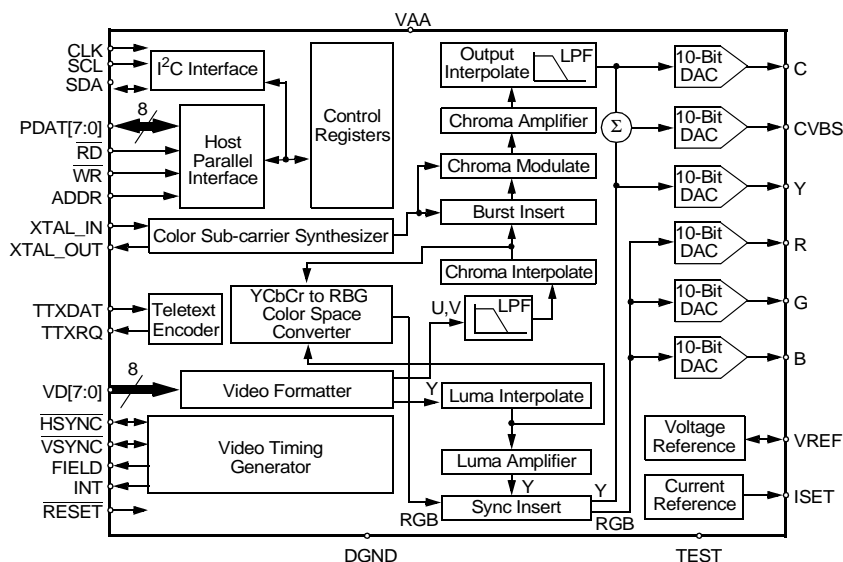 VAA
CLK
SCL
SDA
I²C Interface
8
PDAT[7:0]
RD
WR
ADDR
Host
Parallel
Interface
Control
Registers
Output
Interpolate
LPF
Chroma Amplifier
Chroma Modulate
Burst Insert
Chroma Interpolate
Σ
10-Bit
DAC
C
10-Bit
DAC
CVBS
10-Bit
DAC
Y
10-Bit
DAC
R
10-Bit
DAC
G
10-Bit
DAC
B
XTAL_IN
XTAL_OUT
Color Sub-carrier Synthesizer
TTXDAT
TTXRQ
Teletext
Encoder
YCbCr to RBG
Color Space
Converter
U,V
LPF
VD[7:0]
8
Video Formatter
Y
Luma Interpolate
HSYNC
VSYNC
FIELD
INT
RESET
Video Timing
Generator
Luma Amplifier
Y
Y
RGB
Sync Insert
RGB
Voltage
Reference
VREF
Current
Reference
ISET
DGND
TEST